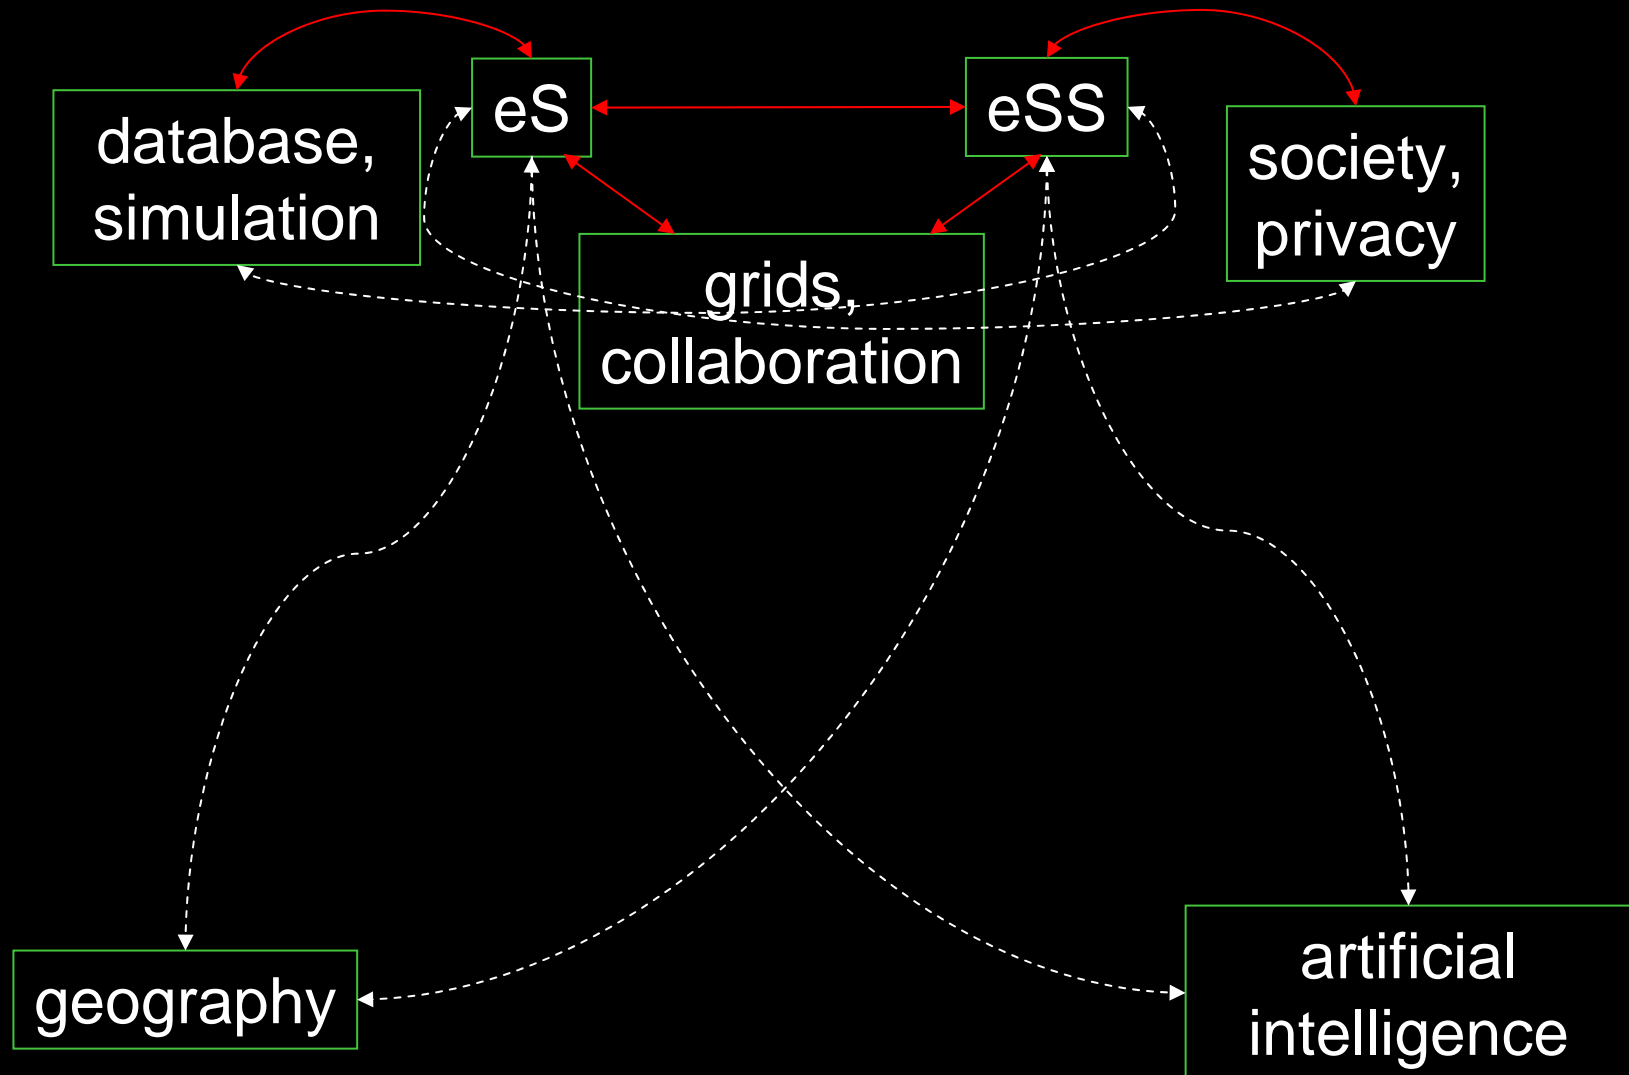 eS
eSS
database,
simulation
society,
privacy
grids,
collaboration
geography
artificial
intelligence